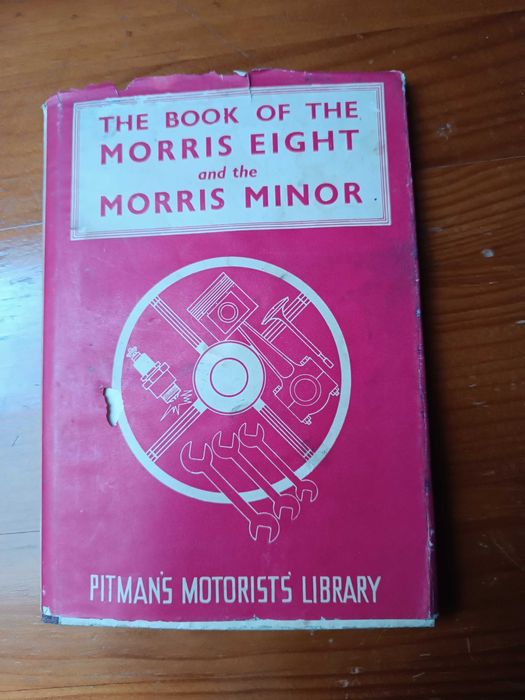 THE BOOK OF THE
MORRIS EIGHT
and the
MORRIS MINOR
PITMAN'S MOTORISTS' LIBRARY